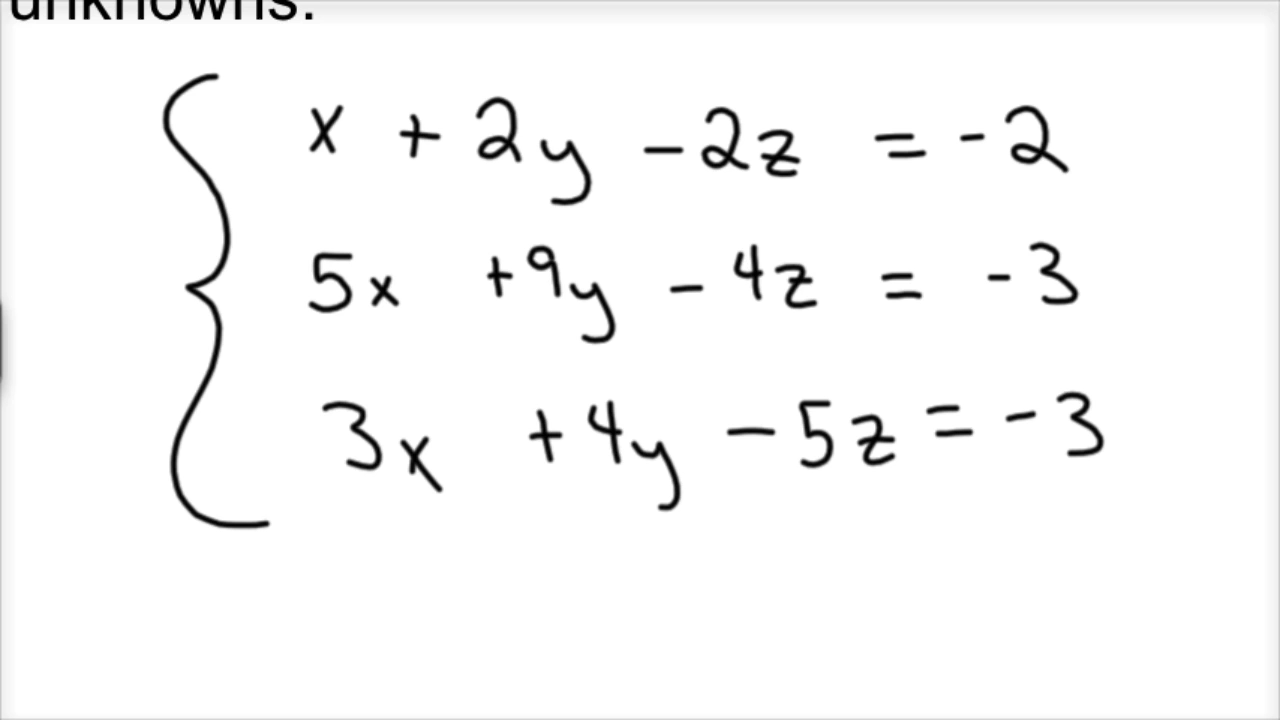 unknowns.
x + 2y - 2z = -2
5x + 9y - 4z = -3
3x + 4y - 5z = -3